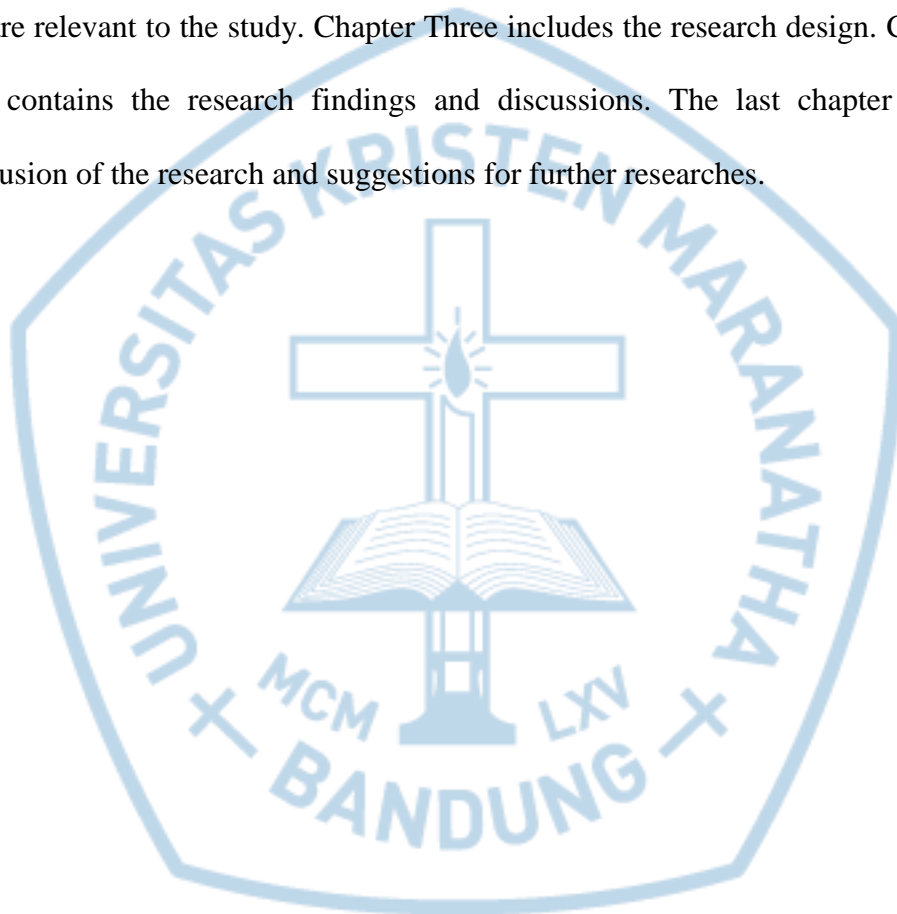 re relevant to the study. Chapter Three includes the research design. C
contains the research findings and discussions. The last chapter
usion of the research and suggestions for further researches.
UNIVERSITAS KRISTEN MARANATHA
MCM LXV
BANDUNG